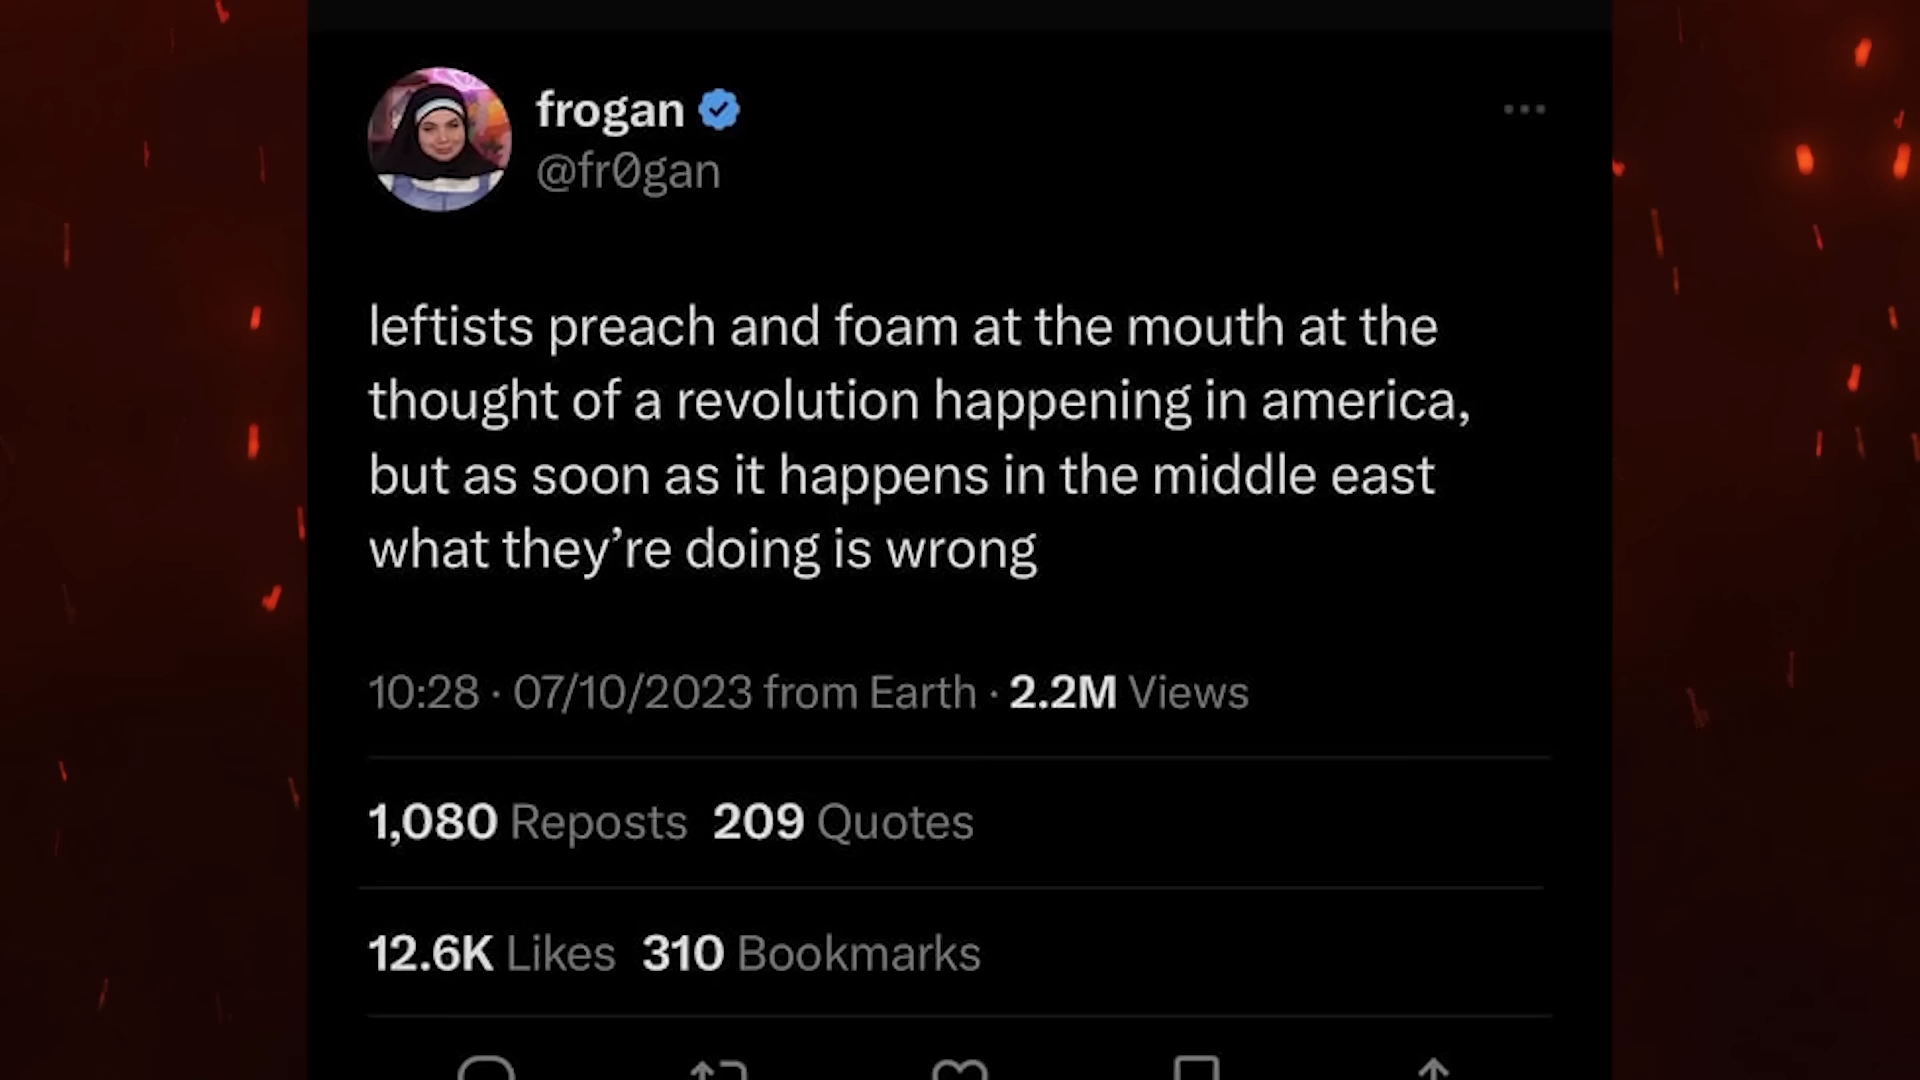 frogan
@fr0gan
leftists preach and foam at the mouth at the
thought of a revolution happening in america,
but as soon as it happens in the middle east
what they’re doing is wrong
10:28 · 07/10/2023 from Earth · 2.2M Views
1,080 Reposts 209 Quotes
12.6K Likes 310 Bookmarks